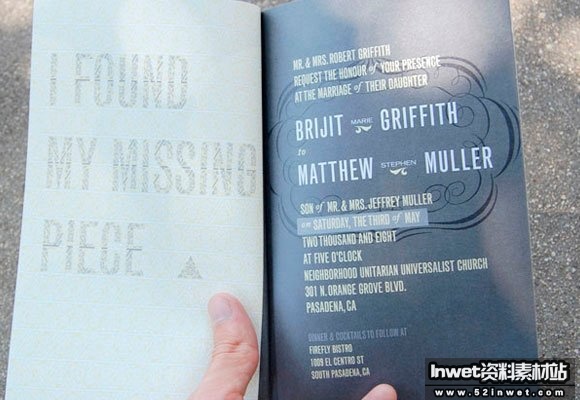 I FOUND
MY MISSING
PIECE
MR. & MRS. ROBERT GRIFFITH
REQUEST THE HONOUR of YOUR PRESENCE
AT THE MARRIAGE of THEIR DAUGHTER
BRIJIT MARIE GRIFFITH
to
MATTHEW STEPHEN MULLER
SON of MR. & MRS. JEFFREY MULLER
on SATURDAY, THE THIRD of MAY
TWO THOUSAND AND EIGHT
AT FIVE O'CLOCK
NEIGHBORHOOD UNITARIAN UNIVERSALIST CHURCH
301 N. ORANGE GROVE BLVD.
PASADENA, CA
DINNER & COCKTAILS TO FOLLOW AT
FIREFLY BISTRO
1009 EL CENTRO ST
SOUTH PASADENA, CA
Inwet资料素材站
www.52inwet.com